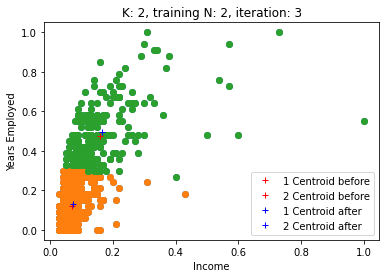 K: 2, training N: 2, iteration: 3
1.0
0.8
0.6
0.4
0.2
0.0
Years Employed
1 Centroid before
2 Centroid before
1 Centroid after
2 Centroid after
0.0 0.2 0.4 0.6 0.8 1.0
Income